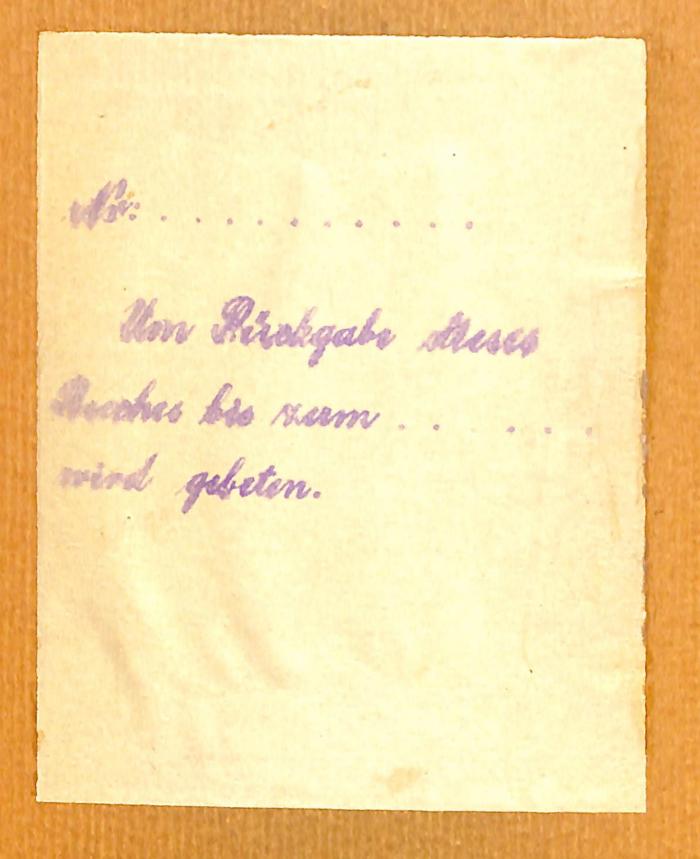 Nr: . . . . . . . . . . .
Um Rückgabe dieses
Buches bis zum . . . . . .
wird gebeten.